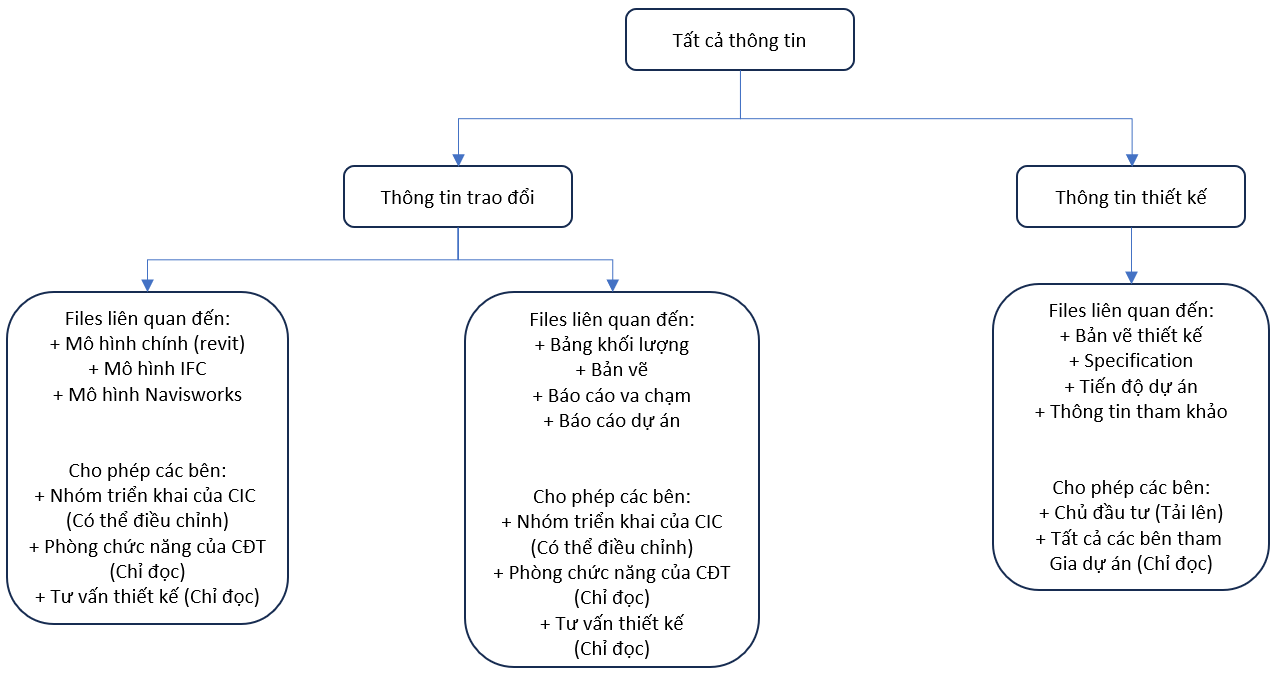 Tất cả thông tin
Thông tin trao đổi
Thông tin thiết kế
Files liên quan đến:
+ Mô hình chính (revit)
+ Mô hình IFC
+ Mô hình Navisworks
Cho phép các bên:
+ Nhóm triển khai của CIC
(Có thể điều chỉnh)
+ Phòng chức năng của CĐT
(Chỉ đọc)
+ Tư vấn thiết kế (Chỉ đọc)
Files liên quan đến:
+ Bảng khối lượng
+ Bản vẽ
+ Báo cáo va chạm
+ Báo cáo dự án
Cho phép các bên:
+ Nhóm triển khai của CIC
(Có thể điều chỉnh)
+ Phòng chức năng của CĐT
(Chỉ đọc)
+ Tư vấn thiết kế
(Chỉ đọc)
Files liên quan đến:
+ Bản vẽ thiết kế
+ Specification
+ Tiến độ dự án
+ Thông tin tham khảo
Cho phép các bên:
+ Chủ đầu tư (Tải lên)
+ Tất cả các bên tham
Gia dự án (Chỉ đọc)